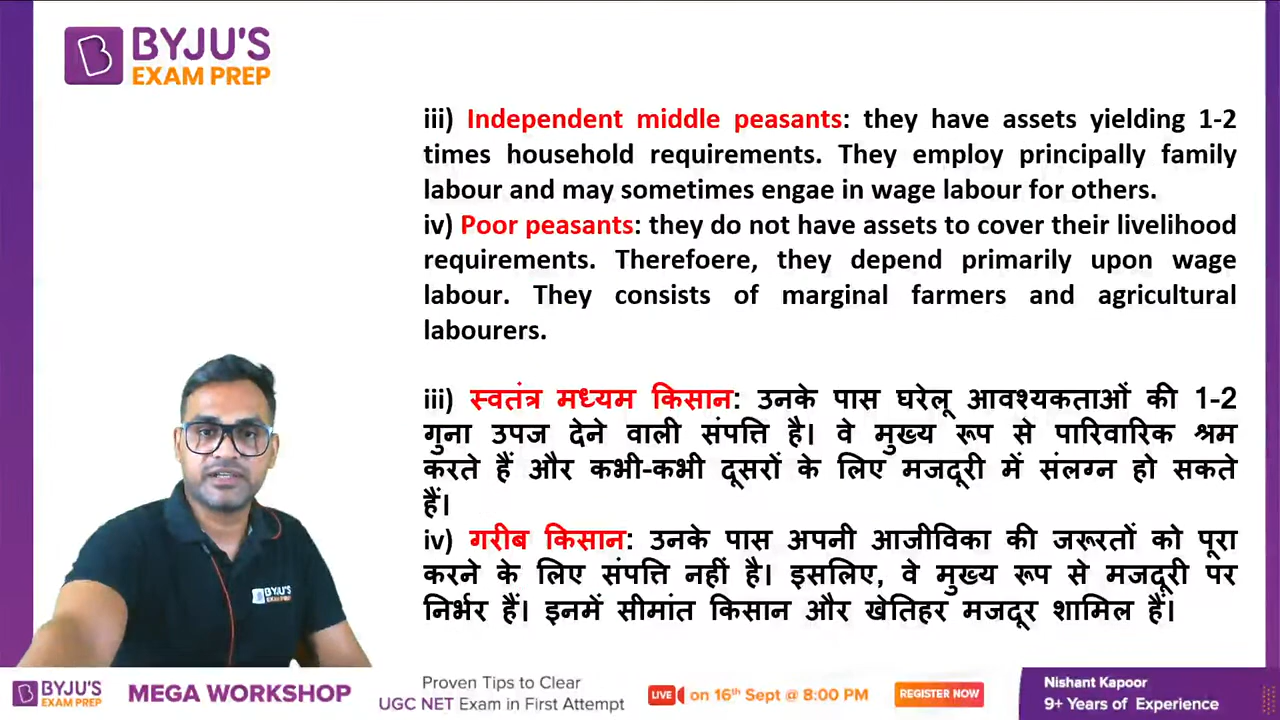 BYJU'S
EXAM PREP
iii) Independent middle peasants: they have assets yielding 1-2
times household requirements. They employ principally family
labour and may sometimes engae in wage labour for others.
iv) Poor peasants: they do not have assets to cover their livelihood
requirements. Therefoere, they depend primarily upon wage
labour. They consists of marginal farmers and agricultural
labourers.
iii) स्वतंत्र मध्यम किसान: उनके पास घरेलू आवश्यकताओं की 1-2
गुना उपज देने वाली संपत्ति है। वे मुख्य रूप से पारिवारिक श्रम
करते हैं और कभी-कभी दूसरों के लिए मजदूरी में संलग्न हो सकते
हैं।
iv) गरीब किसान: उनके पास अपनी आजीविका की जरूरतों को पूरा
करने के लिए संपत्ति नहीं है। इसलिए, वे मुख्य रूप से मजदूरी पर
निर्भर हैं। इनमें सीमांत किसान और खेतिहर मजदूर शामिल हैं।
BYJU'S
EXAM PREP
BYJU'S
EXAM PREP
MEGA WORKSHOP
Proven Tips to Clear
UGC NET Exam in First Attempt
LIVE on 16th Sept @ 8:00 PM
REGISTER NOW
Nishant Kapoor
9+ Years of Experience